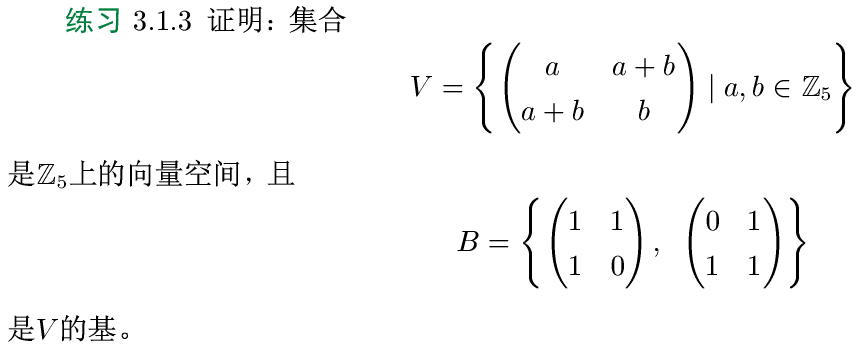 练习 3.1.3 证明：集合
V = { ( a a + b a + b b ) | a, b ∈ ℤ₅ }
是ℤ₅上的向量空间，且
B = { ( 1 1 1 0 ) , ( 0 1 1 1 ) }
是V的基。